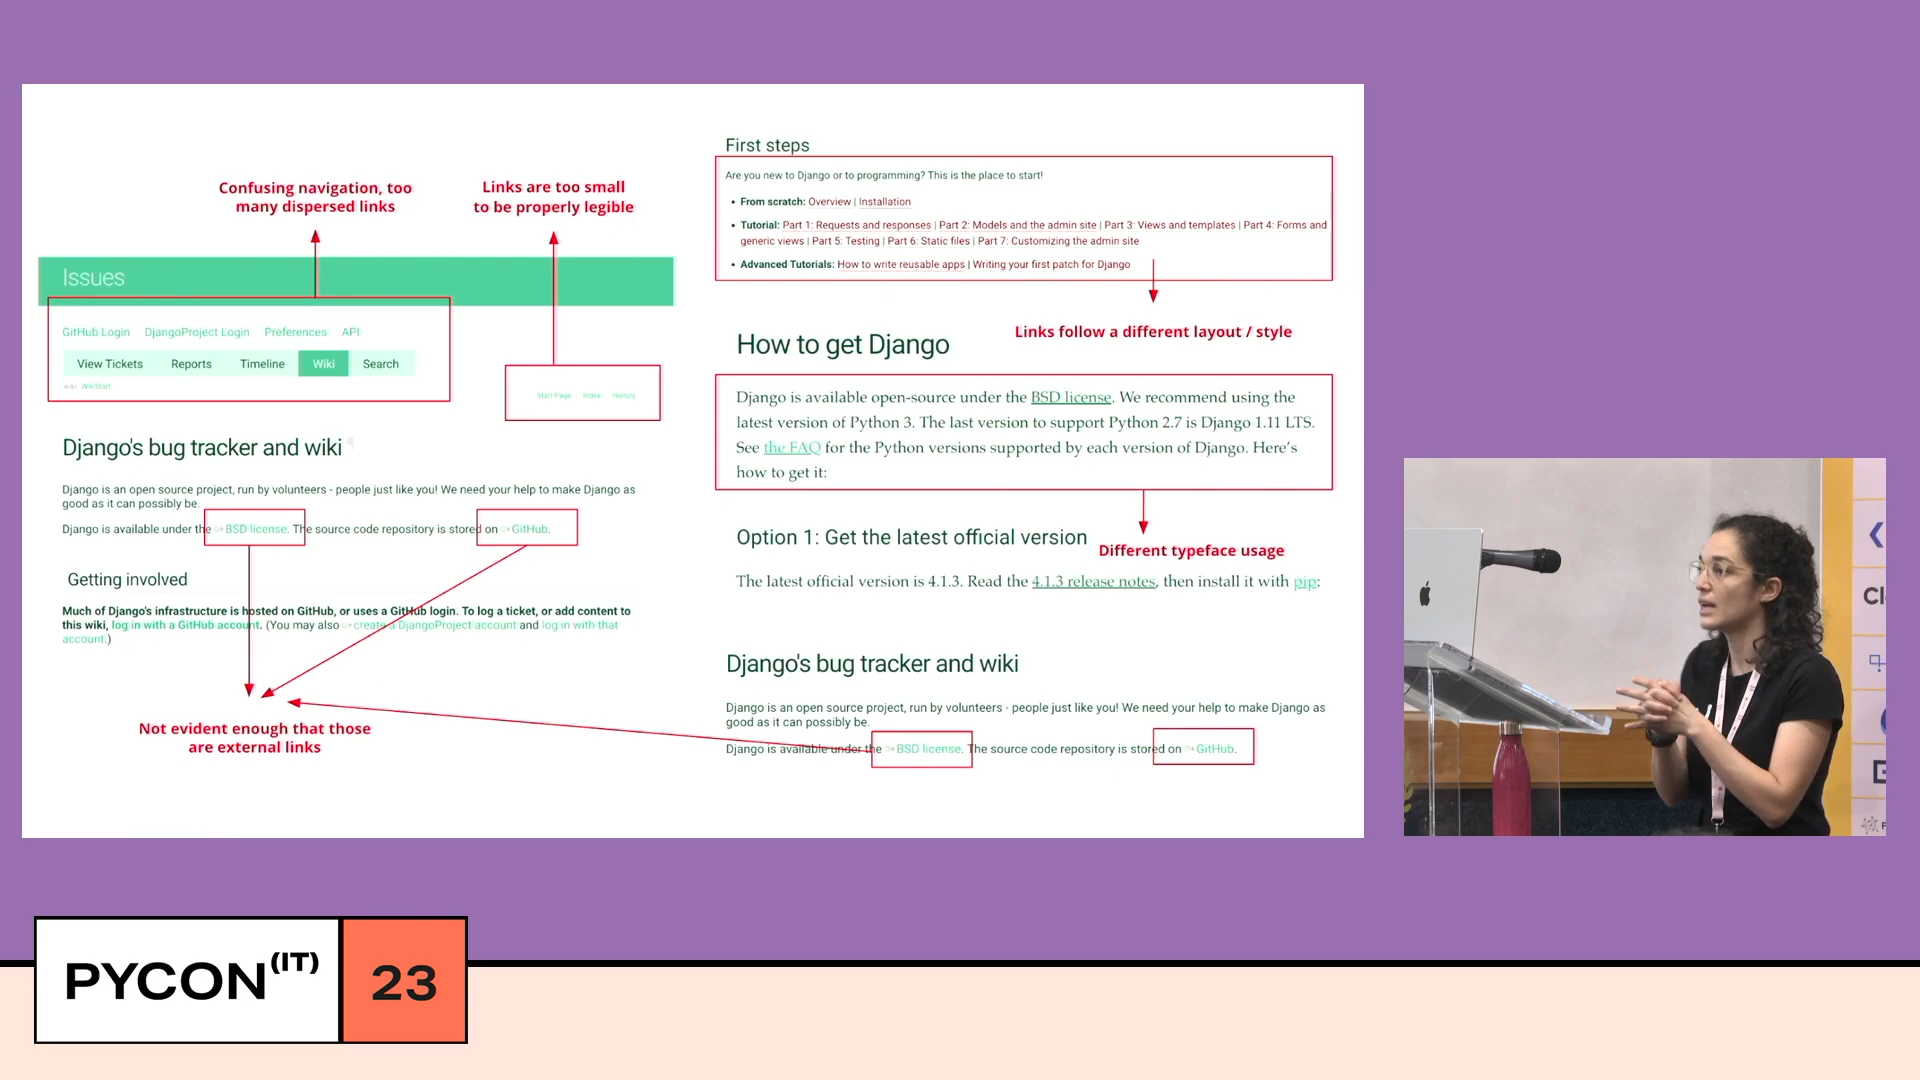 Confusing navigation, too
many dispersed links
Links are too small
to be properly legible
Issues
GitHub Login DjangoProject Login Preferences API
View Tickets Reports Timeline Wiki Search
wiki WikiStart
Start Page Index History
Django's bug tracker and wiki ¶
Django is an open source project, run by volunteers - people just like you! We need your help to make Django as
good as it can possibly be.
Django is available under the BSD license. The source code repository is stored on GitHub.
Getting involved
Much of Django's infrastructure is hosted on GitHub, or uses a GitHub login. To log a ticket, or add content to
this wiki, log in with a GitHub account. (You may also create a DjangoProject account and log in with that
account.)
Not evident enough that those
are external links
First steps
Are you new to Django or to programming? This is the place to start!
• From scratch: Overview | Installation
• Tutorial: Part 1: Requests and responses | Part 2: Models and the admin site | Part 3: Views and templates | Part 4: Forms and
generic views | Part 5: Testing | Part 6: Static files | Part 7: Customizing the admin site
• Advanced Tutorials: How to write reusable apps | Writing your first patch for Django
Links follow a different layout / style
How to get Django
Django is available open-source under the BSD license. We recommend using the
latest version of Python 3. The last version to support Python 2.7 is Django 1.11 LTS.
See the FAQ for the Python versions supported by each version of Django. Here's
how to get it:
Option 1: Get the latest official version
Different typeface usage
The latest official version is 4.1.3. Read the 4.1.3 release notes, then install it with pip:
Django's bug tracker and wiki
Django is an open source project, run by volunteers - people just like you! We need your help to make Django as
good as it can possibly be.
Django is available under the BSD license. The source code repository is stored on GitHub.
PYCON(IT) 23